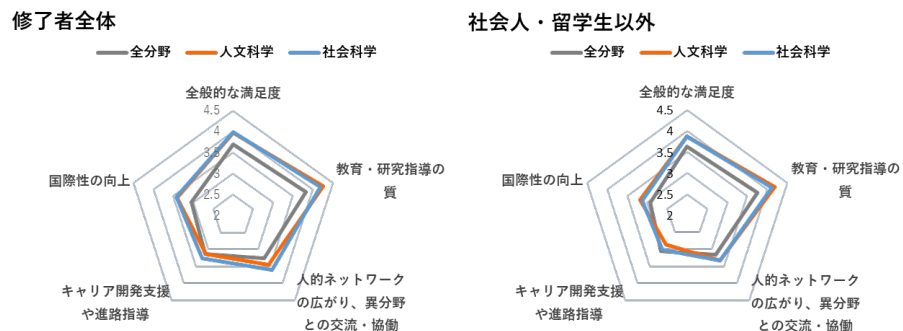 修了者全体
全分野 人文科学 社会科学
全般的な満足度
4.5
4
3.5
3
2.5
2
教育・研究指導の
質
人的ネットワーク
の広がり、異分野
との交流・協働
キャリア開発支援
や進路指導
国際性の向上
社会人・留学生以外
全分野 人文科学 社会科学
全般的な満足度
4.5
4
3.5
3
2.5
2
教育・研究指導の
質
人的ネットワーク
の広がり、異分野
との交流・協働
キャリア開発支援
や進路指導
国際性の向上